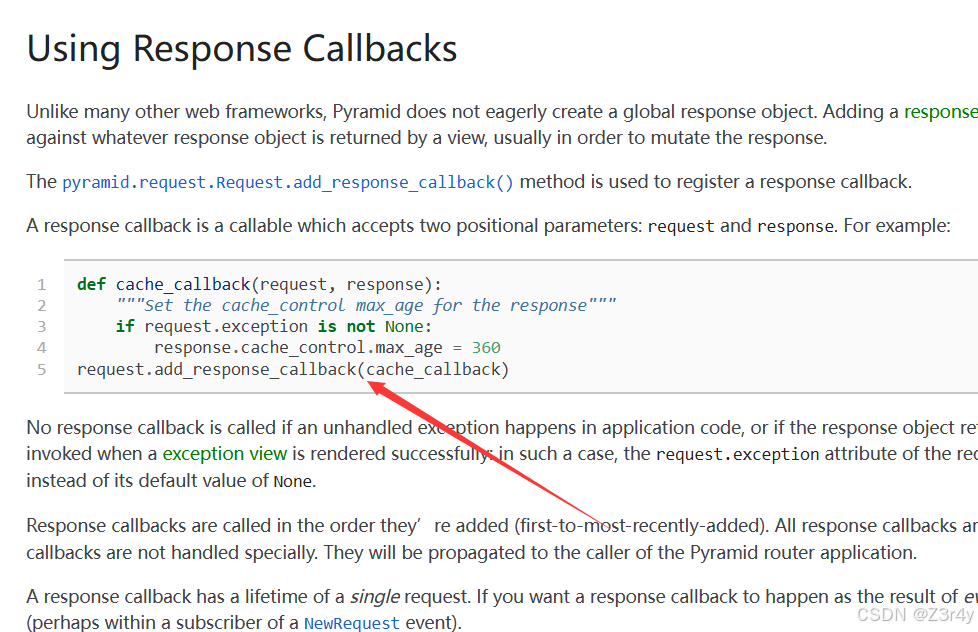 Using Response Callbacks
Unlike many other web frameworks, Pyramid does not eagerly create a global response object. Adding a response
against whatever response object is returned by a view, usually in order to mutate the response.
The pyramid.request.Request.add_response_callback() method is used to register a response callback.
A response callback is a callable which accepts two positional parameters: request and response. For example:
1 def cache_callback(request, response):
2 """Set the cache_control max_age for the response"""
3 if request.exception is not None:
4 response.cache_control.max_age = 360
5 request.add_response_callback(cache_callback)
No response callback is called if an unhandled exception happens in application code, or if the response object re
invoked when a exception view is rendered successfully: in such a case, the request.exception attribute of the rec
instead of its default value of None.
Response callbacks are called in the order they're added (first-to-most-recently-added). All response callbacks ar
callbacks are not handled specially. They will be propagated to the caller of the Pyramid router application.
A response callback has a lifetime of a single request. If you want a response callback to happen as the result of ev
(perhaps within a subscriber of a NewRequest event).
CSDN @Z3r4y